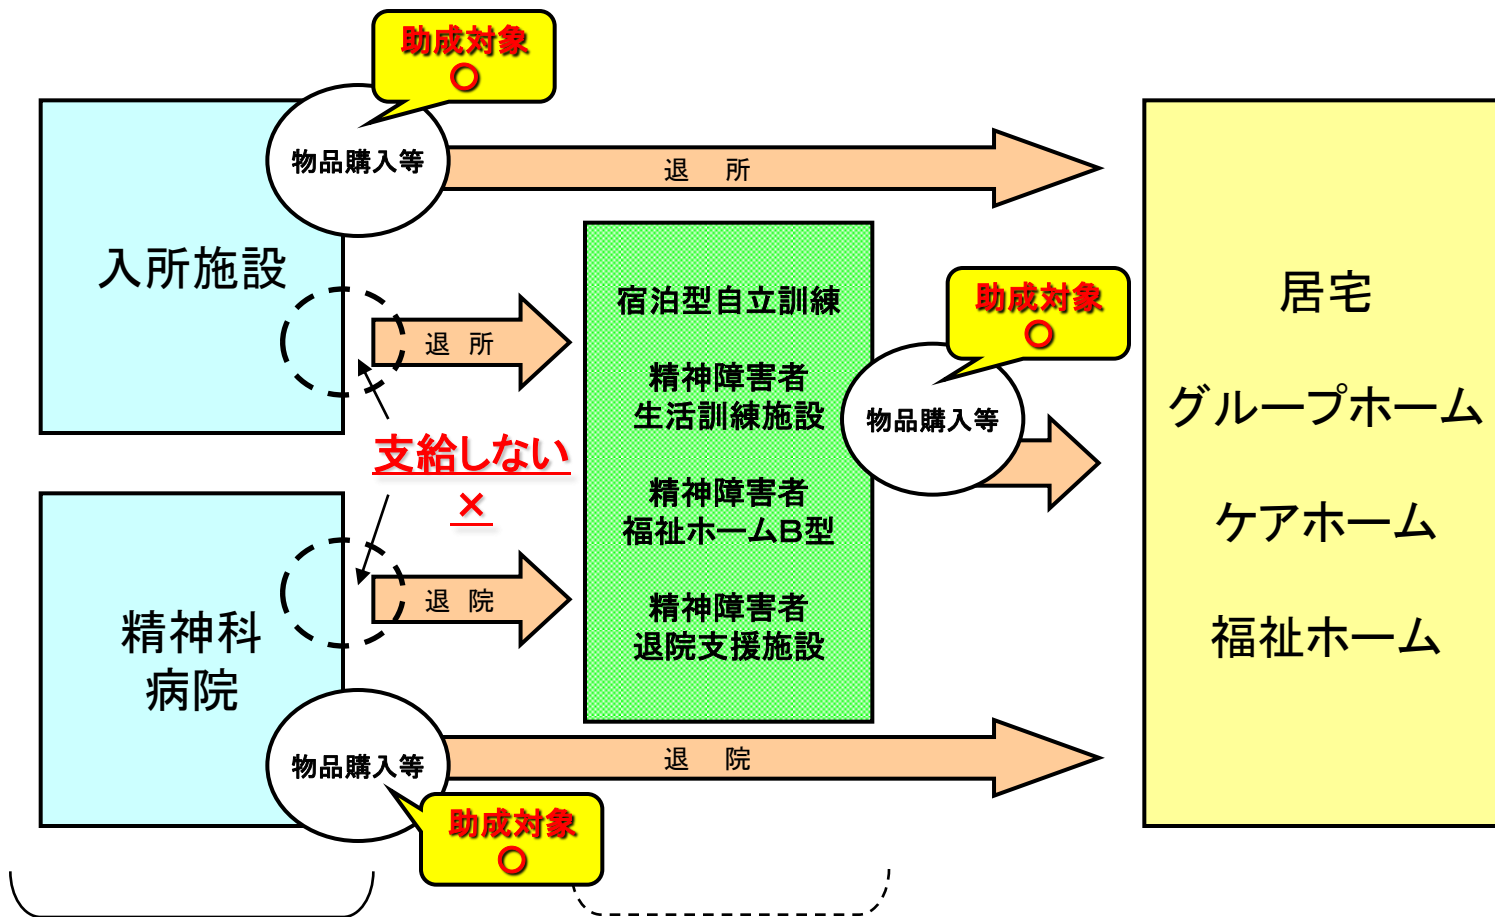 助成対象
○
物品購入等
退 所
入所施設
退 所
支給しない
×
精神科
病院
退 院
物品購入等
助成対象
○
退 院
宿泊型自立訓練
精神障害者
生活訓練施設
精神障害者
福祉ホームB型
精神障害者
退院支援施設
助成対象
○
物品購入等
居宅
グループホーム
ケアホーム
福祉ホーム